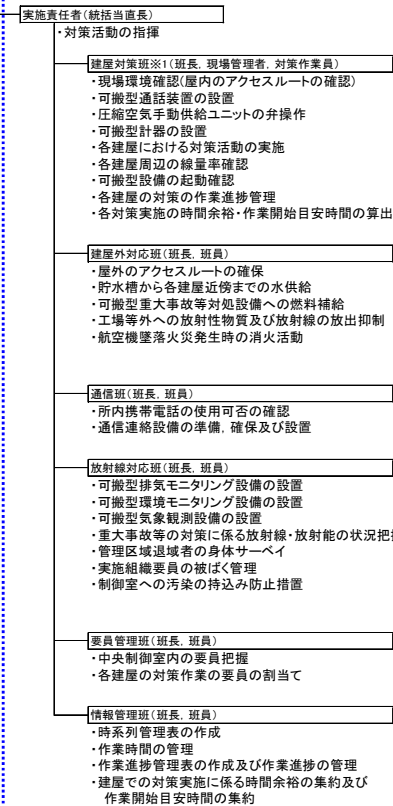 実施責任者(統括当直長)
・対策活動の指揮
建屋対策班※1(班長, 現場管理者, 対策作業員)
・現場環境確認(屋内のアクセスルートの確認)
・可搬型通話装置の設置
・圧縮空気手動供給ユニットの弁操作
・可搬型計器の設置
・各建屋における対策活動の実施
・各建屋周辺の線量率確認
・可搬型設備の起動確認
・各建屋の対策の作業進捗管理
・各対策実施の時間余裕・作業開始目安時間の算出
建屋外対応班(班長, 班員)
・屋外のアクセスルートの確保
・貯水槽から各建屋近傍までの水供給
・可搬型重大事故等対処設備への燃料補給
・工場等外への放射性物質及び放射線の放出抑制
・航空機墜落火災発生時の消火活動
通信班(班長, 班員)
・所内携帯電話の使用可否の確認
・通信連絡設備の準備, 確保及び設置
放射線対応班(班長, 班員)
・可搬型排気モニタリング設備の設置
・可搬型環境モニタリング設備の設置
・可搬型気象観測設備の設置
・重大事故等の対策に係る放射線・放射能の状況把
・管理区域退域者の身体サーベイ
・実施組織要員の被ばく管理
・制御室への汚染の持込み防止措置
要員管理班(班長, 班員)
・中央制御室内の要員把握
・各建屋の対策作業の要員の割当て
情報管理班(班長, 班員)
・時系列管理表の作成
・作業時間の管理
・作業進捗管理表の作成及び作業進捗の管理
・建屋での対策実施に係る時間余裕の集約及び
作業開始目安時間の集約